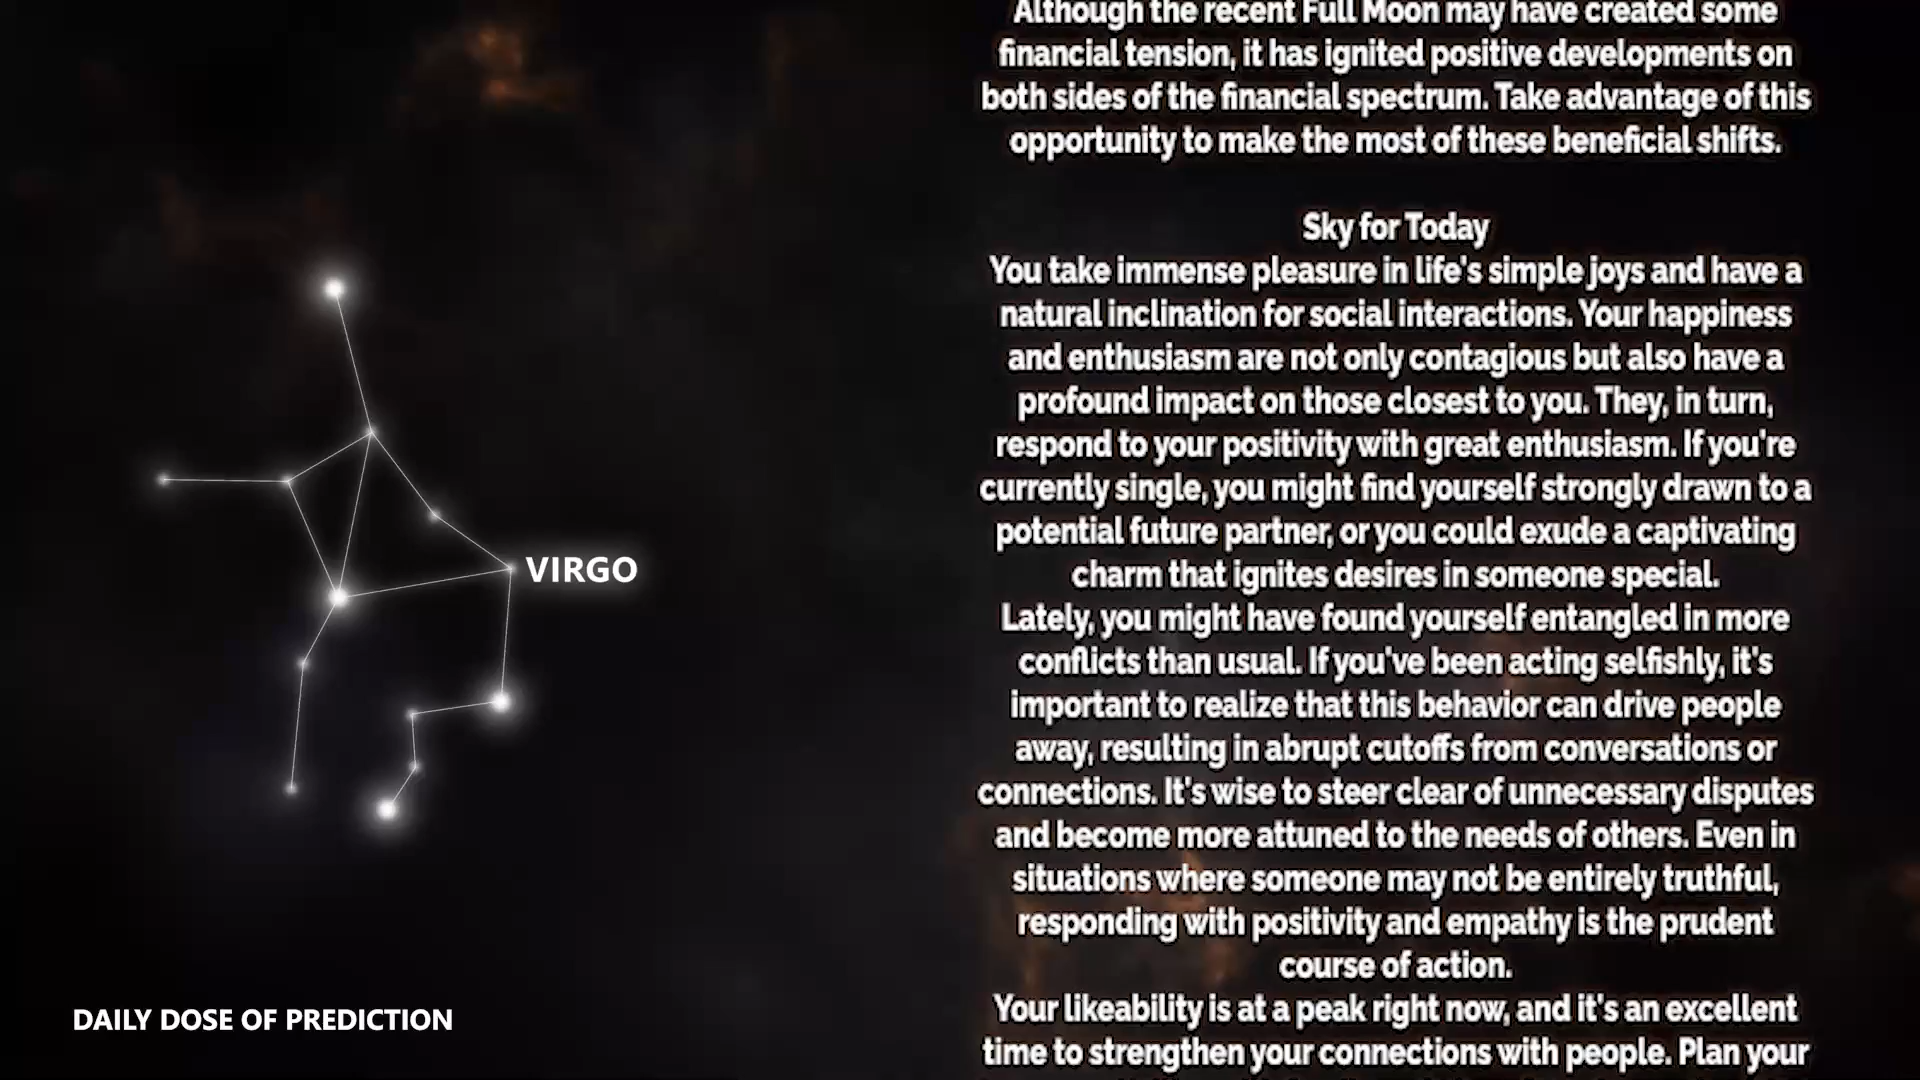 Although the recent Full Moon may have created some
financial tension, it has ignited positive developments on
both sides of the financial spectrum. Take advantage of this
opportunity to make the most of these beneficial shifts.
Sky for Today
You take immense pleasure in life's simple joys and have a
natural inclination for social interactions. Your happiness
and enthusiasm are not only contagious but also have a
profound impact on those closest to you. They, in turn,
respond to your positivity with great enthusiasm. If you're
currently single, you might find yourself strongly drawn to a
potential future partner, or you could exude a captivating
charm that ignites desires in someone special.
Lately, you might have found yourself entangled in more
conflicts than usual. If you've been acting selfishly, it's
important to realize that this behavior can drive people
away, resulting in abrupt cutoffs from conversations or
connections. It's wise to steer clear of unnecessary disputes
and become more attuned to the needs of others. Even in
situations where someone may not be entirely truthful,
responding with positivity and empathy is the prudent
course of action.
Your likeability is at a peak right now, and it's an excellent
time to strengthen your connections with people. Plan your
VIRGO
DAILY DOSE OF PREDICTION